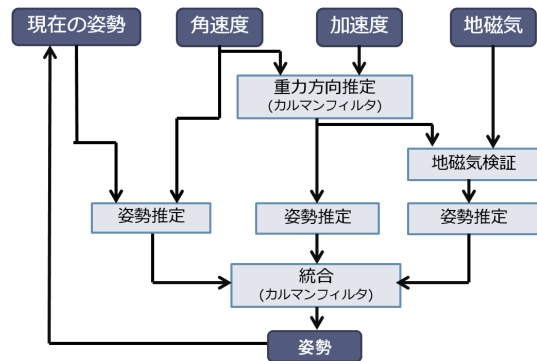 現在の姿勢
角速度
加速度
地磁気
重力方向推定
(カルマンフィルタ)
地磁気検証
姿勢推定
姿勢推定
姿勢推定
統合
(カルマンフィルタ)
姿勢